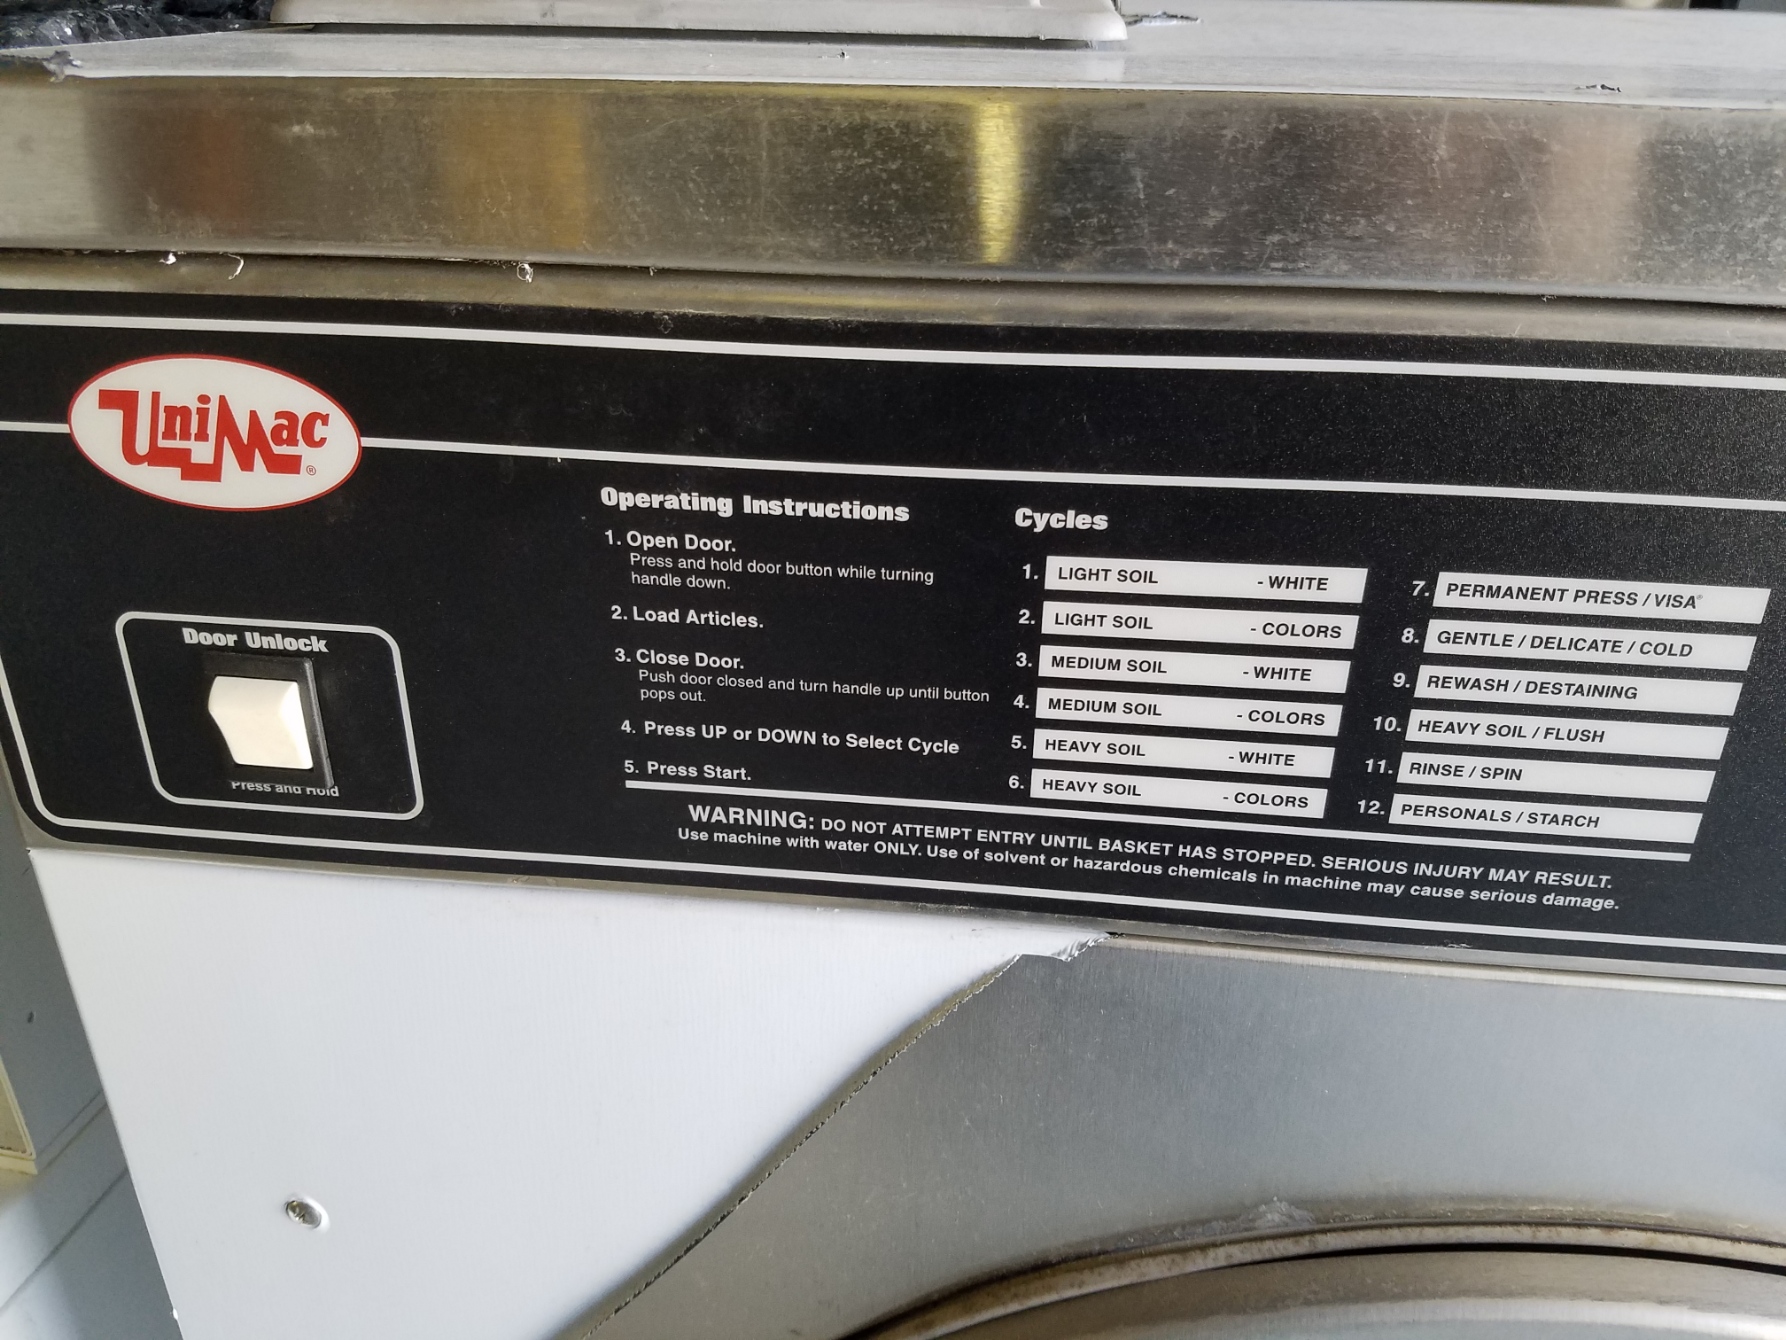 UniMac®
Door Unlock
Press and Hold
Operating Instructions
1. Open Door.
Press and hold door button while turning
handle down.
2. Load Articles.
3. Close Door.
Push door closed and turn handle up until button
pops out.
4. Press UP or DOWN to Select Cycle
5. Press Start.
Cycles
1. LIGHT SOIL - WHITE
2. LIGHT SOIL - COLORS
3. MEDIUM SOIL - WHITE
4. MEDIUM SOIL - COLORS
5. HEAVY SOIL - WHITE
6. HEAVY SOIL - COLORS
7. PERMANENT PRESS / VISA®
8. GENTLE / DELICATE / COLD
9. REWASH / DESTAINING
10. HEAVY SOIL / FLUSH
11. RINSE / SPIN
12. PERSONALS / STARCH
WARNING: DO NOT ATTEMPT ENTRY UNTIL BASKET HAS STOPPED. SERIOUS INJURY MAY RESULT.
Use machine with water ONLY. Use of solvent or hazardous chemicals in machine may cause serious damage.